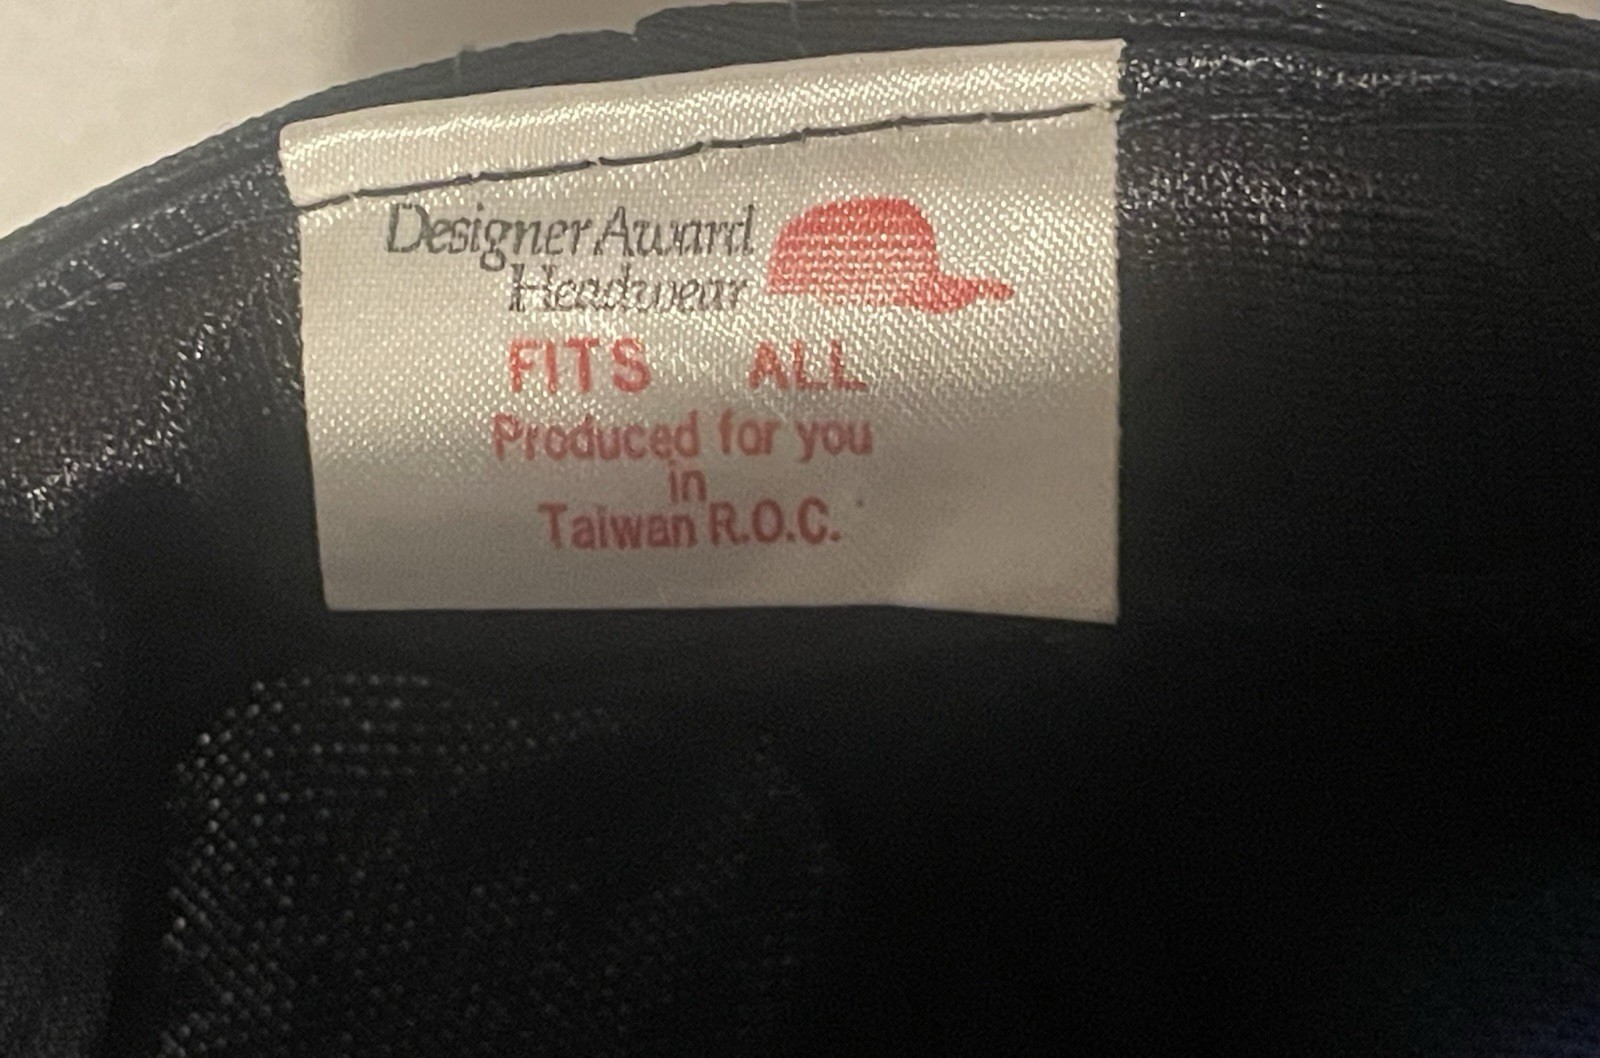 Designer Award
Headwear
FITS ALL
Produced for you
in
Taiwan R.O.C.